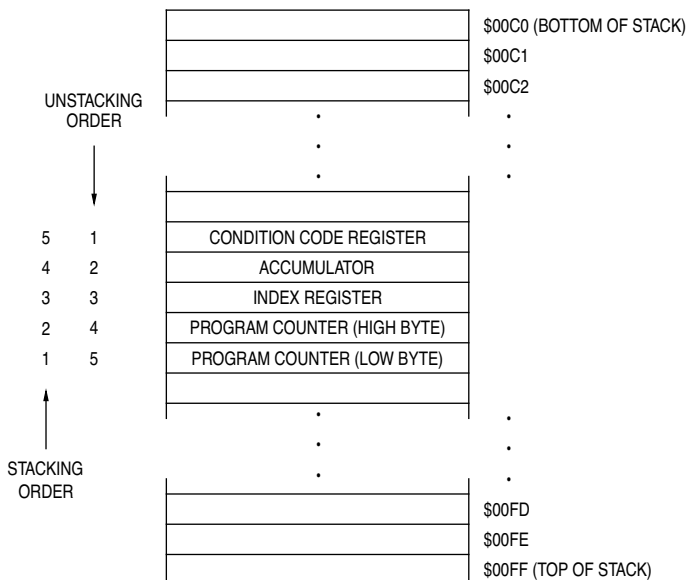 $00C0 (BOTTOM OF STACK)
$00C1
$00C2
UNSTACKING
ORDER
5 1 CONDITION CODE REGISTER
4 2 ACCUMULATOR
3 3 INDEX REGISTER
2 4 PROGRAM COUNTER (HIGH BYTE)
1 5 PROGRAM COUNTER (LOW BYTE)
STACKING
ORDER
$00FD
$00FE
$00FF (TOP OF STACK)